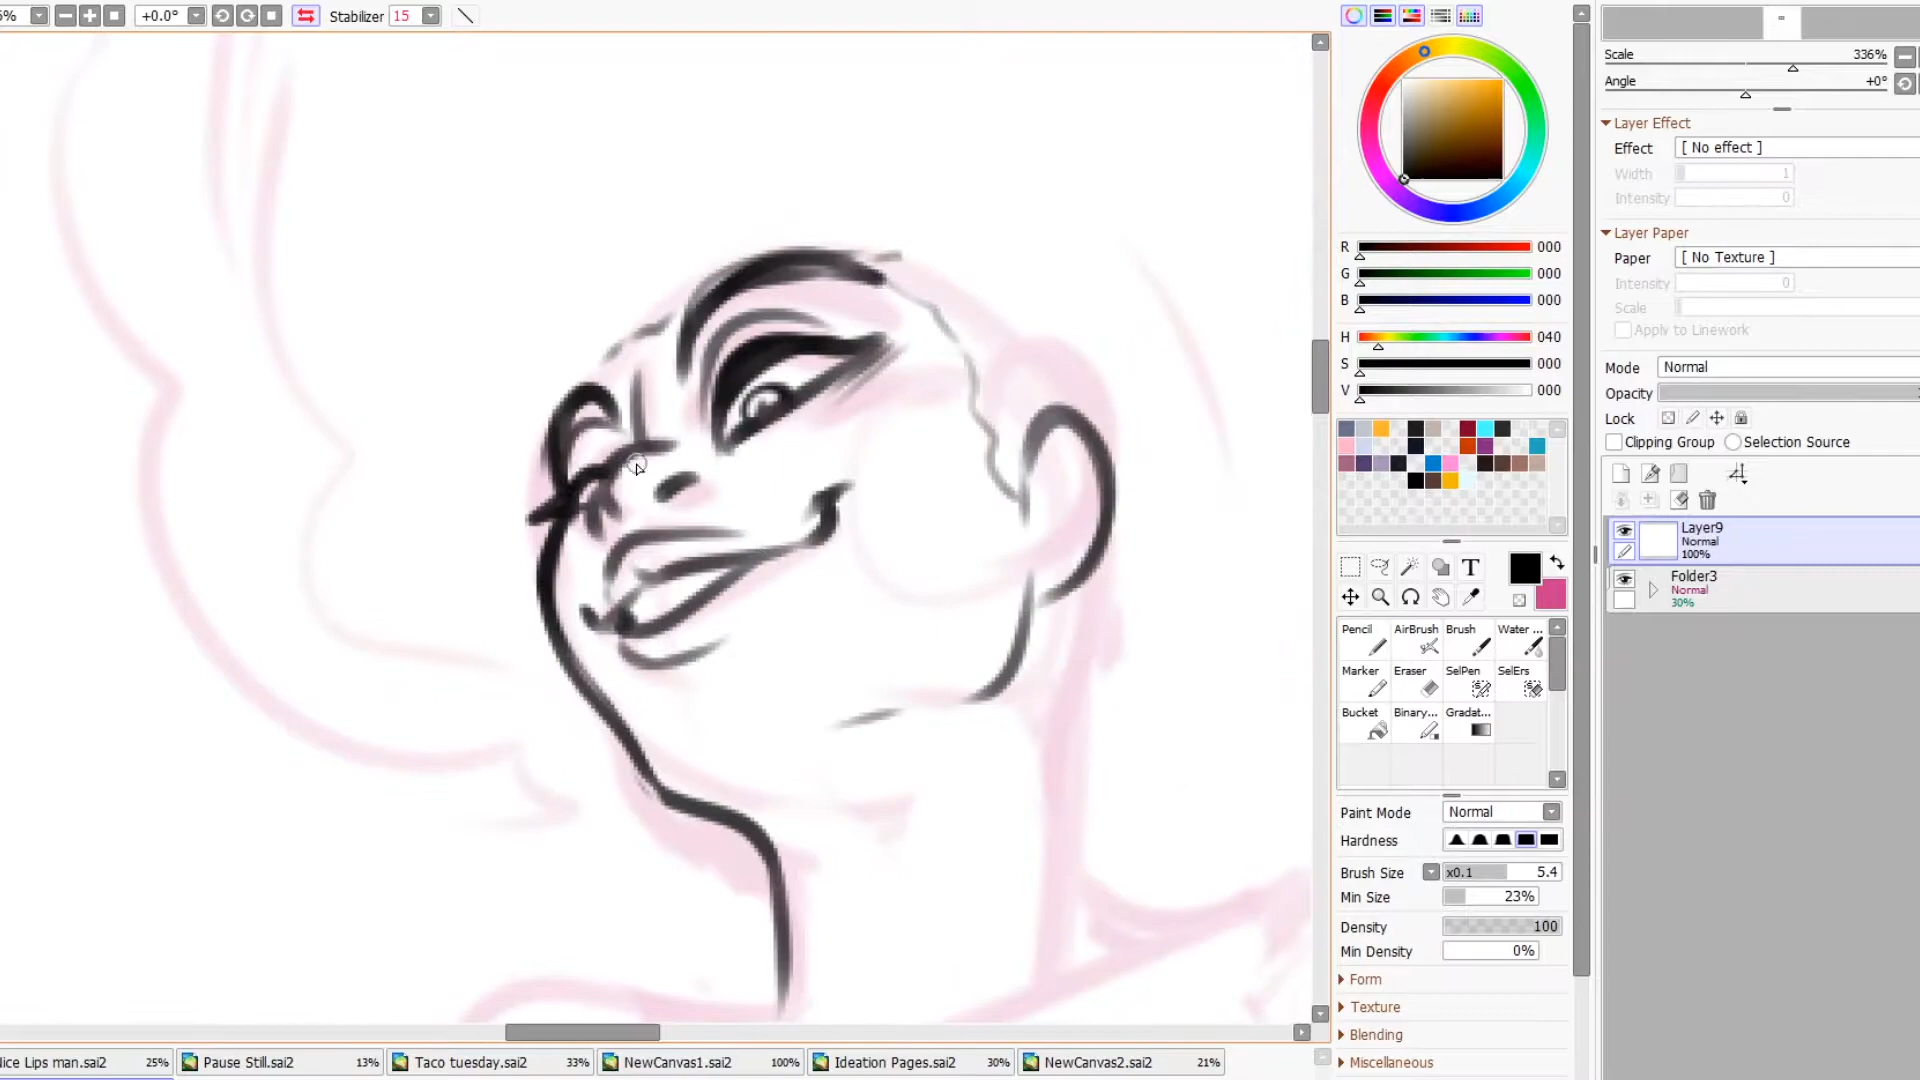 5%
+0.0°
Stabilizer 15
Scale 336%
Angle +0°
Layer Effect
Effect [ No effect ]
Width 1
Intensity 0
Layer Paper
Paper [ No Texture ]
Intensity 0
Scale
Apply to Linework
Mode Normal
Opacity
Lock
Clipping Group Selection Source
Layer9
Normal
100%
Folder3
Normal
30%
R 000
G 000
B 000
H 040
S 000
V 000
T
Pencil AirBrush Brush Water ...
Marker Eraser SelPen SelErs
Bucket Binary... Gradat...
Paint Mode Normal
Hardness
Brush Size x0.1 5.4
Min Size 23%
Density 100
Min Density 0%
Form
Texture
Blending
Miscellaneous
Nice Lips man.sai2 25%
Pause Still.sai2 13%
Taco tuesday.sai2 33%
NewCanvas1.sai2 100%
Ideation Pages.sai2 30%
NewCanvas2.sai2 21%